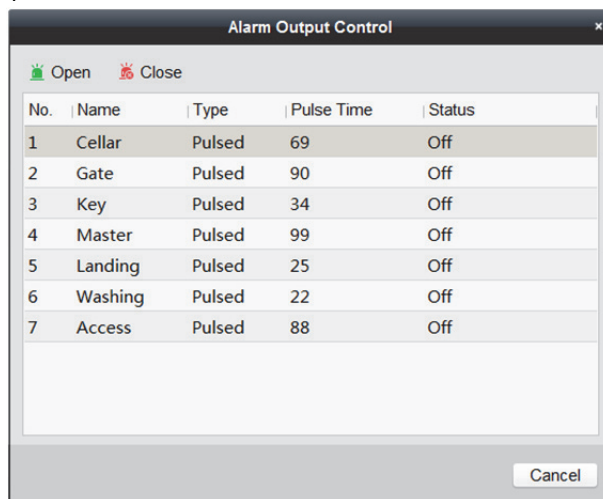 Alarm Output Control ×
Open Close
No. Name Type Pulse Time Status
1 Cellar Pulsed 69 Off
2 Gate Pulsed 90 Off
3 Key Pulsed 34 Off
4 Master Pulsed 99 Off
5 Landing Pulsed 25 Off
6 Washing Pulsed 22 Off
7 Access Pulsed 88 Off
Cancel